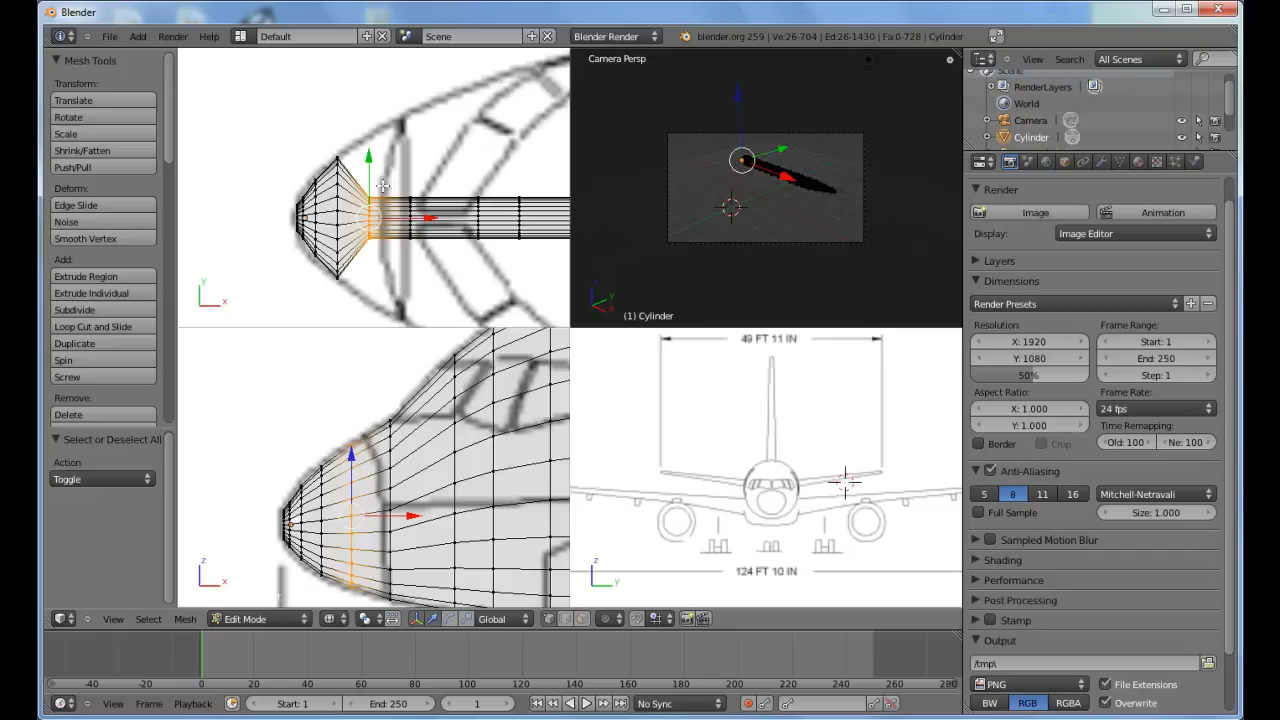 Blender
File Add Render Help Default Scene Blender Render blender.org 259 | Ve:26-704 | Ed:26-1430 | Fa:0-728 | Cylinder
Mesh Tools
Transform:
Translate
Rotate
Scale
Shrink/Fatten
Push/Pull
Deform:
Edge Slide
Noise
Smooth Vertex
Add:
Extrude Region
Extrude Individual
Subdivide
Loop Cut and Slide
Duplicate
Spin
Screw
Remove:
Delete
Select or Deselect All
Action
Toggle
y
x
Camera Persp
z
y
x
(1) Cylinder
z
x
49 FT 11 IN
124 FT 10 IN
z
y
View Select Mesh Edit Mode Global
-40 -20 0 20 40 60 80 100 120 140 160 180 200 220 240 260 280
View Frame Playback Start: 1 End: 250 1 No Sync
View Search All Scenes
Scene
RenderLayers
World
Camera
Cylinder
Render
Image Animation
Display: Image Editor
Layers
Dimensions
Render Presets
Resolution: Frame Range:
X: 1920 Start: 1
Y: 1080 End: 250
50% Step: 1
Aspect Ratio: Frame Rate:
X: 1.000 24 fps
Y: 1.000 Time Remapping:
Border Crop Old: 100 Ne: 100
Anti-Aliasing
5 8 11 16 Mitchell-Netravali
Full Sample Size: 1.000
Sampled Motion Blur
Shading
Performance
Post Processing
Stamp
Output
/tmp\
PNG File Extensions
BW RGB RGBA Overwrite